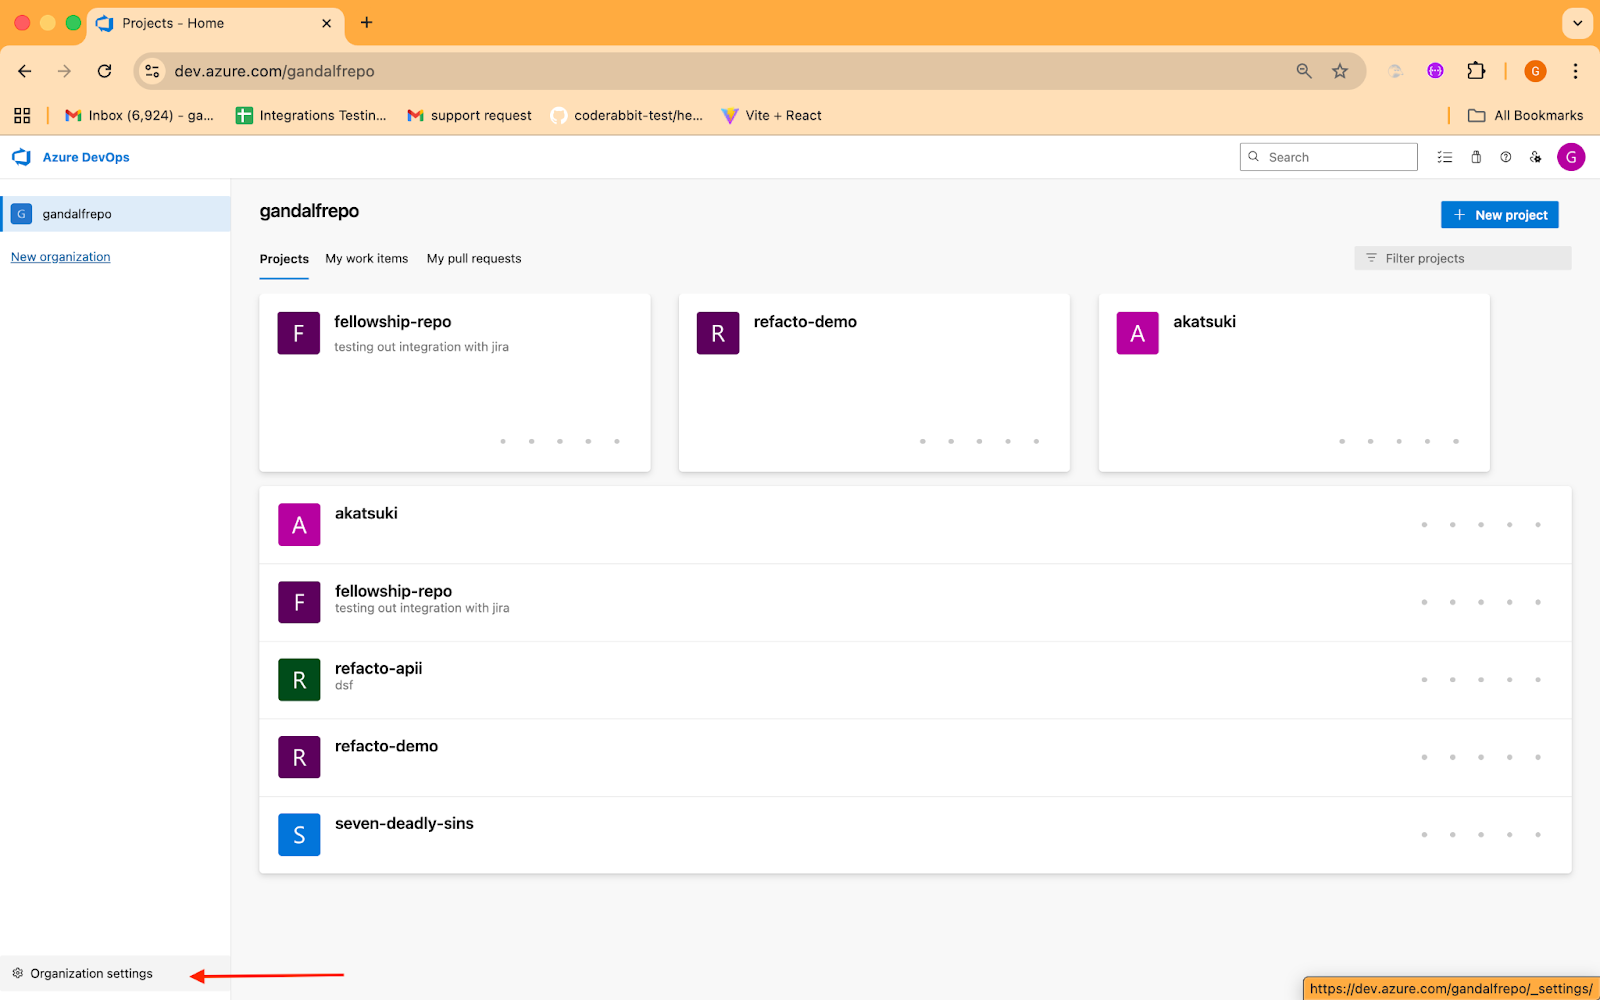 Projects - Home
dev.azure.com/gandalfrepo
G
Inbox (6,924) - ga...
Integrations Testin...
support request
coderabbit-test/he...
Vite + React
All Bookmarks
Azure DevOps
Search
G
G gandalfrepo
New organization
gandalfrepo
New project
Projects
My work items
My pull requests
Filter projects
F
fellowship-repo
testing out integration with jira
R
refacto-demo
A
akatsuki
A
akatsuki
F
fellowship-repo
testing out integration with jira
R
refacto-apii
dsf
R
refacto-demo
S
seven-deadly-sins
Organization settings
https://dev.azure.com/gandalfrepo/_settings/